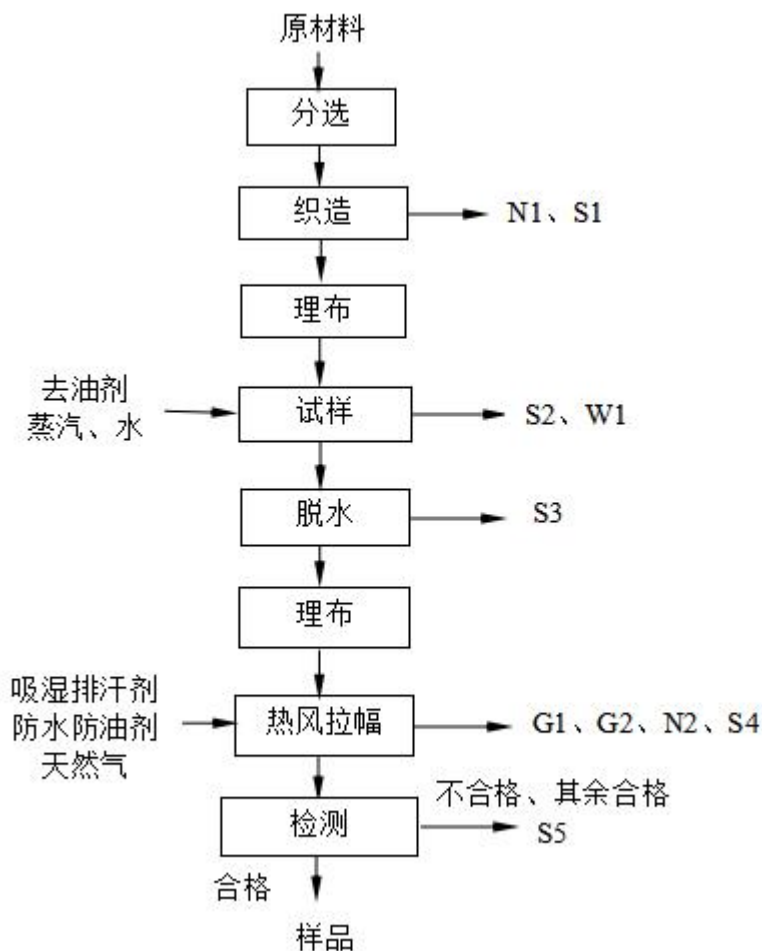 原材料
分选
织造
N1、S1
理布
去油剂
蒸汽、水
试样
S2、W1
脱水
S3
理布
吸湿排汗剂
防水防油剂
天然气
热风拉幅
G1、G2、N2、S4
检测
不合格、其余合格
S5
合格
样品